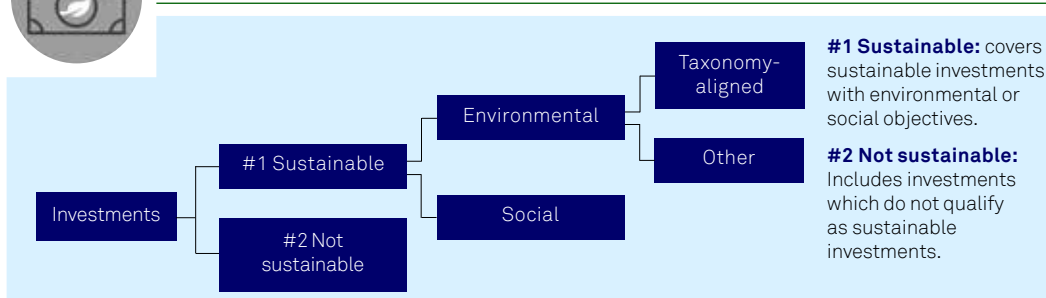 Investments
#1 Sustainable
#2 Not
sustainable
Environmental
Social
Taxonomy-
aligned
Other
#1 Sustainable: covers
sustainable investments
with environmental or
social objectives.
#2 Not sustainable:
Includes investments
which do not qualify
as sustainable
investments.